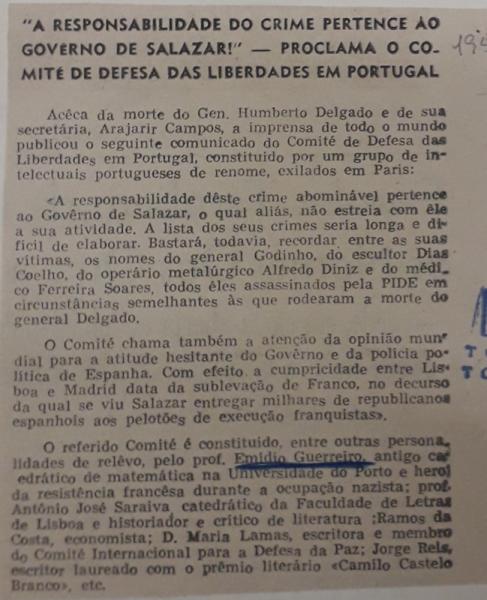 "A RESPONSABILIDADE DO CRIME PERTENCE AO
GOVERNO DE SALAZAR!" — PROCLAMA O CO-
MITÉ DE DEFESA DAS LIBERDADES EM PORTUGAL
Acêca da morte do Gen. Humberto Delgado e de sua
secretária, Arajarir Campos, a imprensa de todo o mundo
publicou o seguinte comunicado do Comité de Defesa das
Liberdades em Portugal, constituido por um grupo de in-
telectuais portugueses de renome, exilados em Paris:
«A responsabilidade dêste crime abominável pertence
ao Govêrno de Salazar, o qual aliás, não estreia com êle
a sua atividade. A lista dos seus crimes seria longa e di-
ficil de elaborar. Bastará, todavia, recordar entre as suas
vítimas, os nomes do general Godinho, do escultor Dias
Coelho, do operário metalúrgico Alfredo Diniz e do médi-
co Ferreira Soares, todos êles assassinados pela PIDE em
circunstâncias semelhantes às que rodearam a morte do
general Delgado.
O Comité chama também a atenção da opinião mun-
dial para a atitude hesitante do Govêrno e da policia po-
lítica de Espanha. Com efeito a cumpricidade entre Lis-
boa e Madrid data da sublevação de Franco, no decurso
da qual se viu Salazar entregar milhares de republicanos
espanhois aos pelotões de execução franquistas».
O referido Comité é constituido, entre outras persona-
lidades de relêvo, pelo prof. Emidio Guerreiro, antigo ca-
edrático de matemática na Universidade do Porto e heroi
da resistência francêsa durante a ocupação nazista; prof.
Antônio José Saraiva, catedrático da Faculdade de Letras
de Lisboa e historiador e critico de literatura ;Ramos da
Costa, economista; D. Maria Lamas, escritora e membro
do Comité Internacional para a Defesa da Paz; Jorge Reis,
escritor laureado com o prêmio literário «Camilo Castelo
Branco», etc.